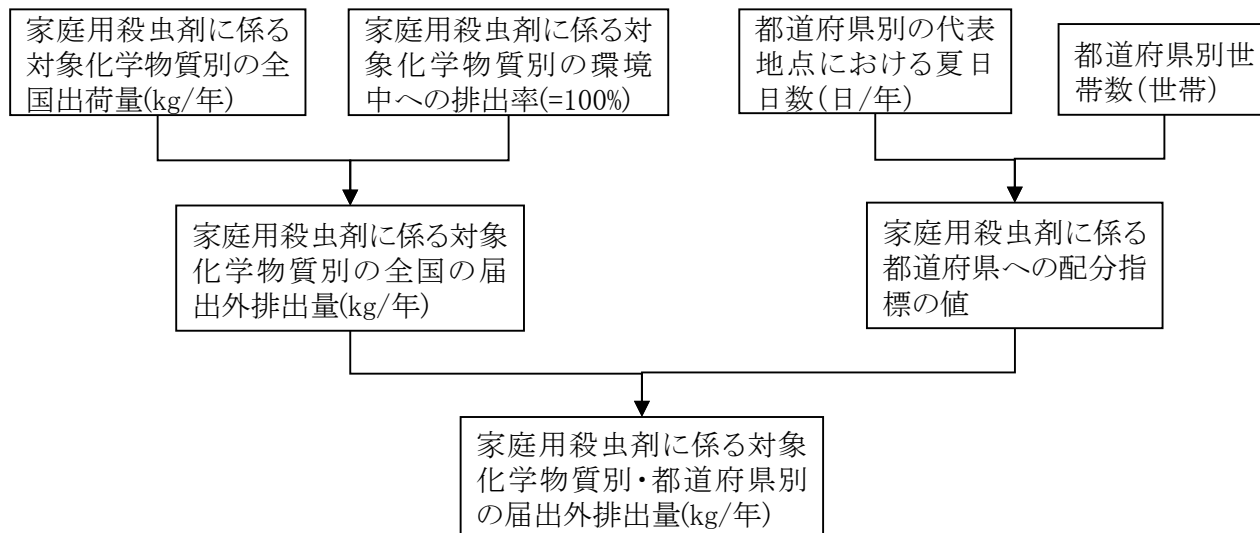 家庭用殺虫剤に係る
対象化学物質別の全
国出荷量(kg/年)
家庭用殺虫剤に係る対
象化学物質別の環境
中への排出率(=100%)
都道府県別の代表
地点における夏日
日数(日/年)
都道府県別世
帯数(世帯)
家庭用殺虫剤に係る対象
化学物質別の全国の届
出外排出量(kg/年)
家庭用殺虫剤に係る
都道府県への配分指
標の値
家庭用殺虫剤に係る対象
化学物質別・都道府県別
の届出外排出量(kg/年)